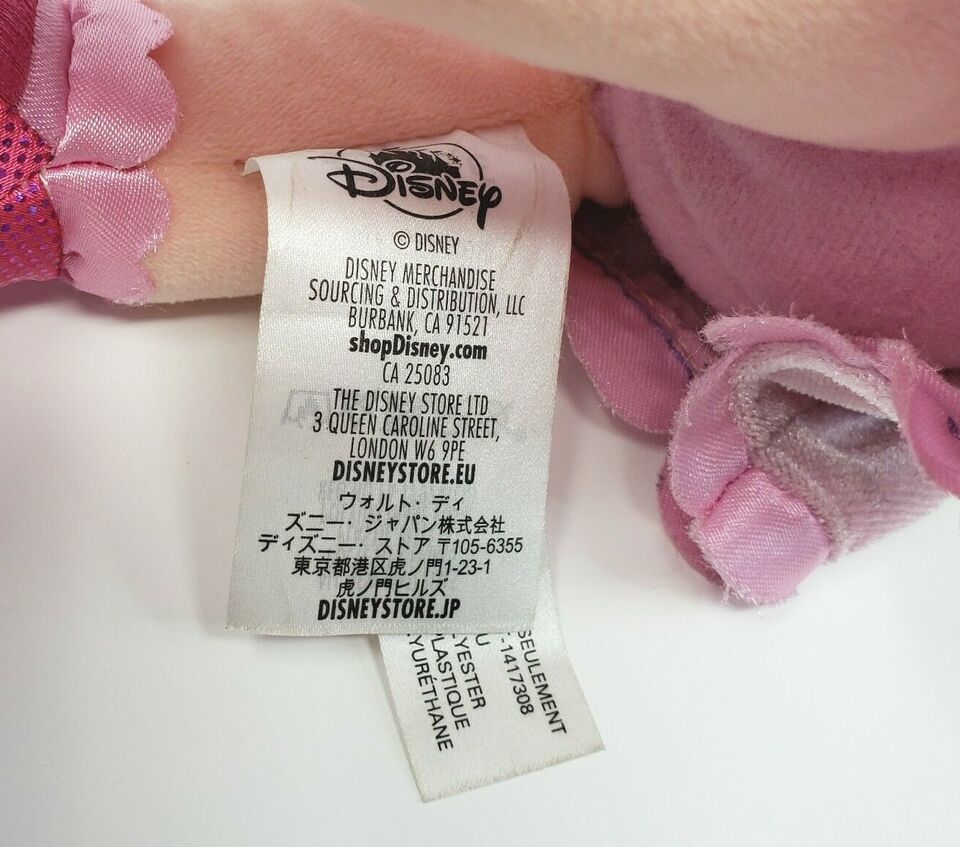 Disney
© DISNEY
DISNEY MERCHANDISE
SOURCING & DISTRIBUTION, LLC
BURBANK, CA 91521
shopDisney.com
CA 25083
THE DISNEY STORE LTD
3 QUEEN CAROLINE STREET,
LONDON W6 9PE
DISNEYSTORE.EU
ウォルト・ディ
ズニー・ジャパン株式会社
ディズニー・ストア 〒105-6355
東京都港区虎ノ門1-23-1
虎ノ門ヒルズ
DISNEYSTORE.JP
SEULEMENT
-1417308
U
YESTER
LASTIQUE
YURÉTHANE